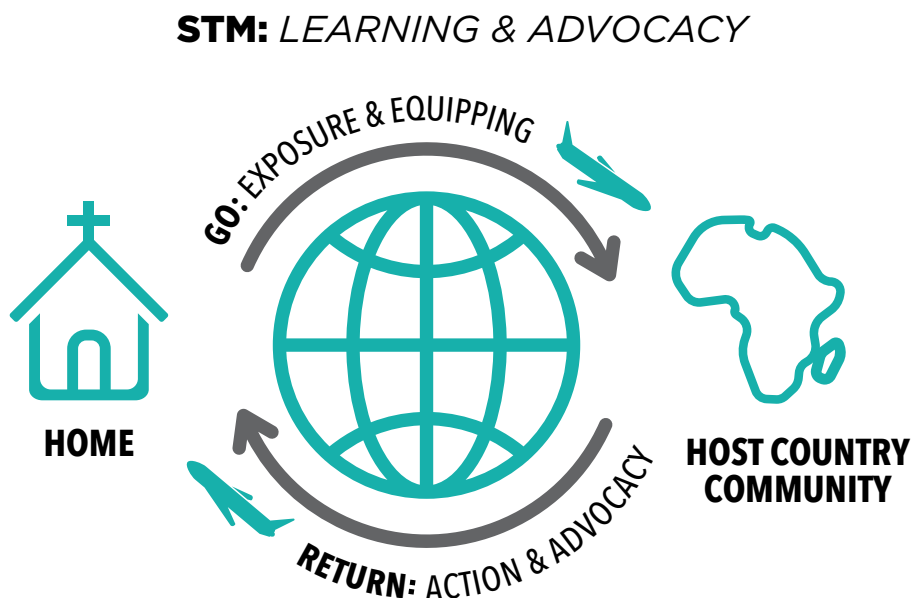 STM: LEARNING & ADVOCACY
GO: EXPOSURE & EQUIPPING
HOME
HOST COUNTRY
COMMUNITY
RETURN: ACTION & ADVOCACY